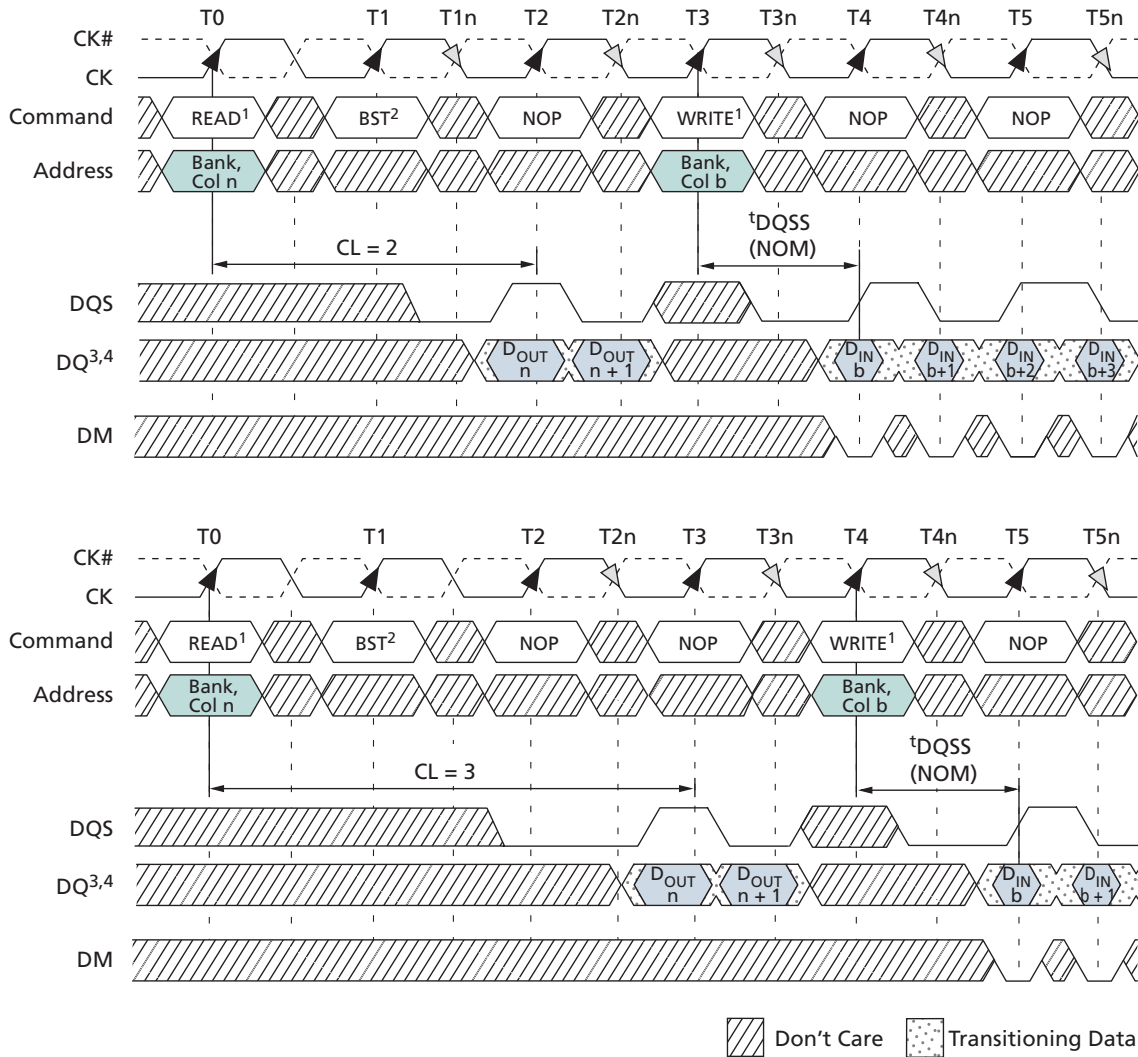 T0 T1 T1n T2 T2n T3 T3n T4 T4n T5 T5n
CK#
CK
Command READ¹ BST² NOP WRITE¹ NOP NOP
Address Bank, Col n Bank, Col b
CL = 2
tDQSS
(NOM)
DQS
DQ³,⁴ DOUT n DOUT n + 1 DIN b DIN b+1 DIN b+2 DIN b+3
DM
T0 T1 T2 T2n T3 T3n T4 T4n T5 T5n
CK#
CK
Command READ¹ BST² NOP NOP WRITE¹ NOP
Address Bank, Col n Bank, Col b
CL = 3
tDQSS
(NOM)
DQS
DQ³,⁴ DOUT n DOUT n + 1 DIN b DIN b + 1
DM
Don't Care Transitioning Data